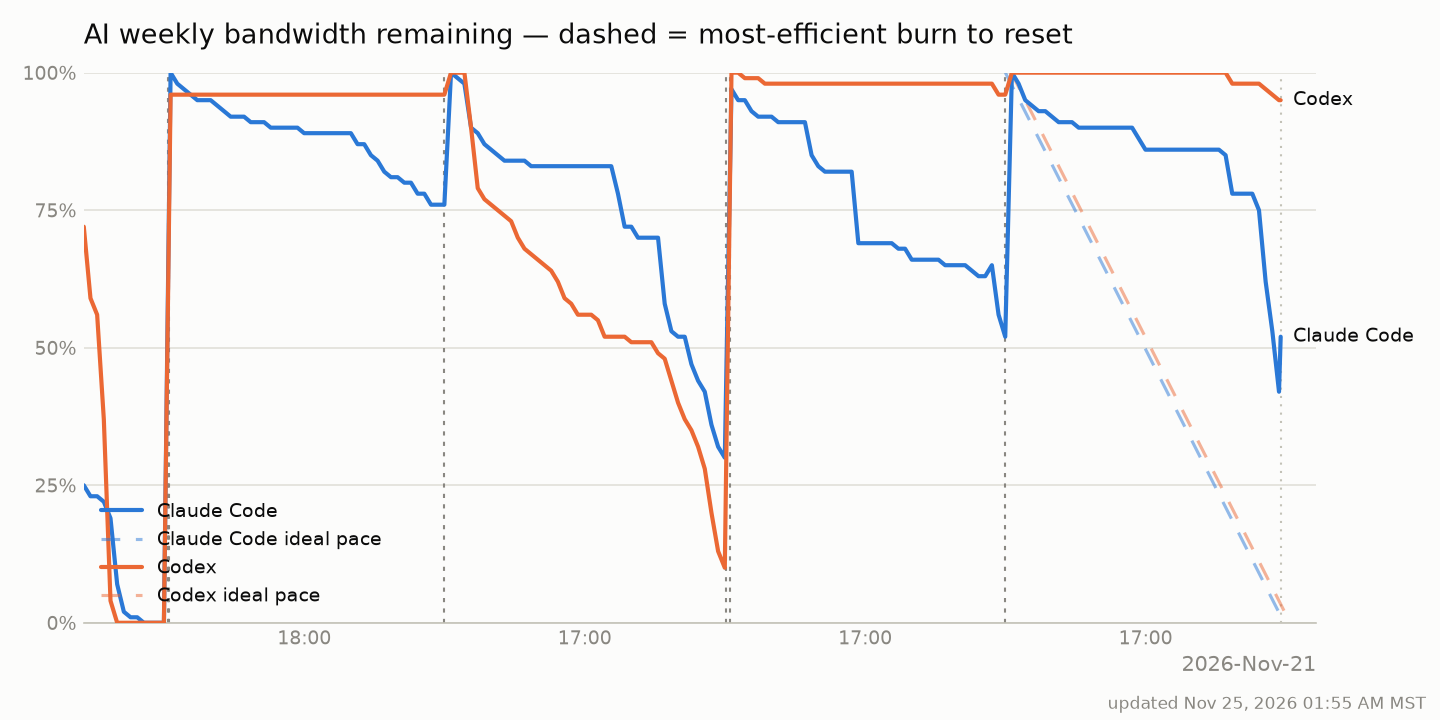 AI weekly bandwidth remaining — dashed = most-efficient burn to reset
100%
75%
50%
25%
0%
Codex
Claude Code
Claude Code
Claude Code ideal pace
Codex
Codex ideal pace
18:00
17:00
17:00
17:00
2026-Nov-21
updated Nov 25, 2026 01:55 AM MST